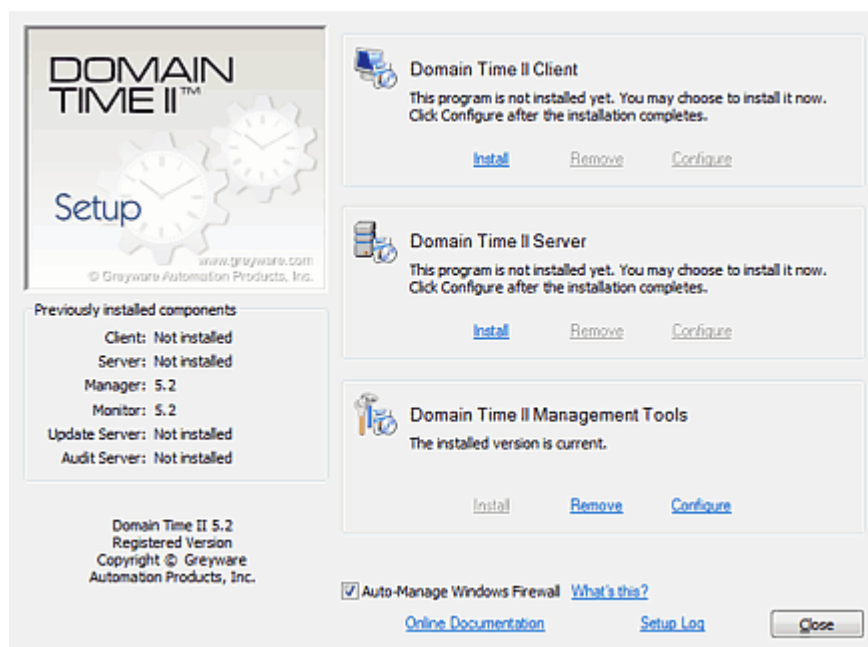 DOMAIN
TIME II™
Setup
www.greyware.com
© Greyware Automation Products, Inc.
Previously installed components
Client: Not installed
Server: Not installed
Manager: 5.2
Monitor: 5.2
Update Server: Not installed
Audit Server: Not installed
Domain Time II 5.2
Registered Version
Copyright © Greyware
Automation Products, Inc.
Domain Time II Client
This program is not installed yet. You may choose to install it now.
Click Configure after the installation completes.
Install Remove Configure
Domain Time II Server
This program is not installed yet. You may choose to install it now.
Click Configure after the installation completes.
Install Remove Configure
Domain Time II Management Tools
The installed version is current.
Install Remove Configure
Auto-Manage Windows Firewall What's this?
Online Documentation Setup Log Close